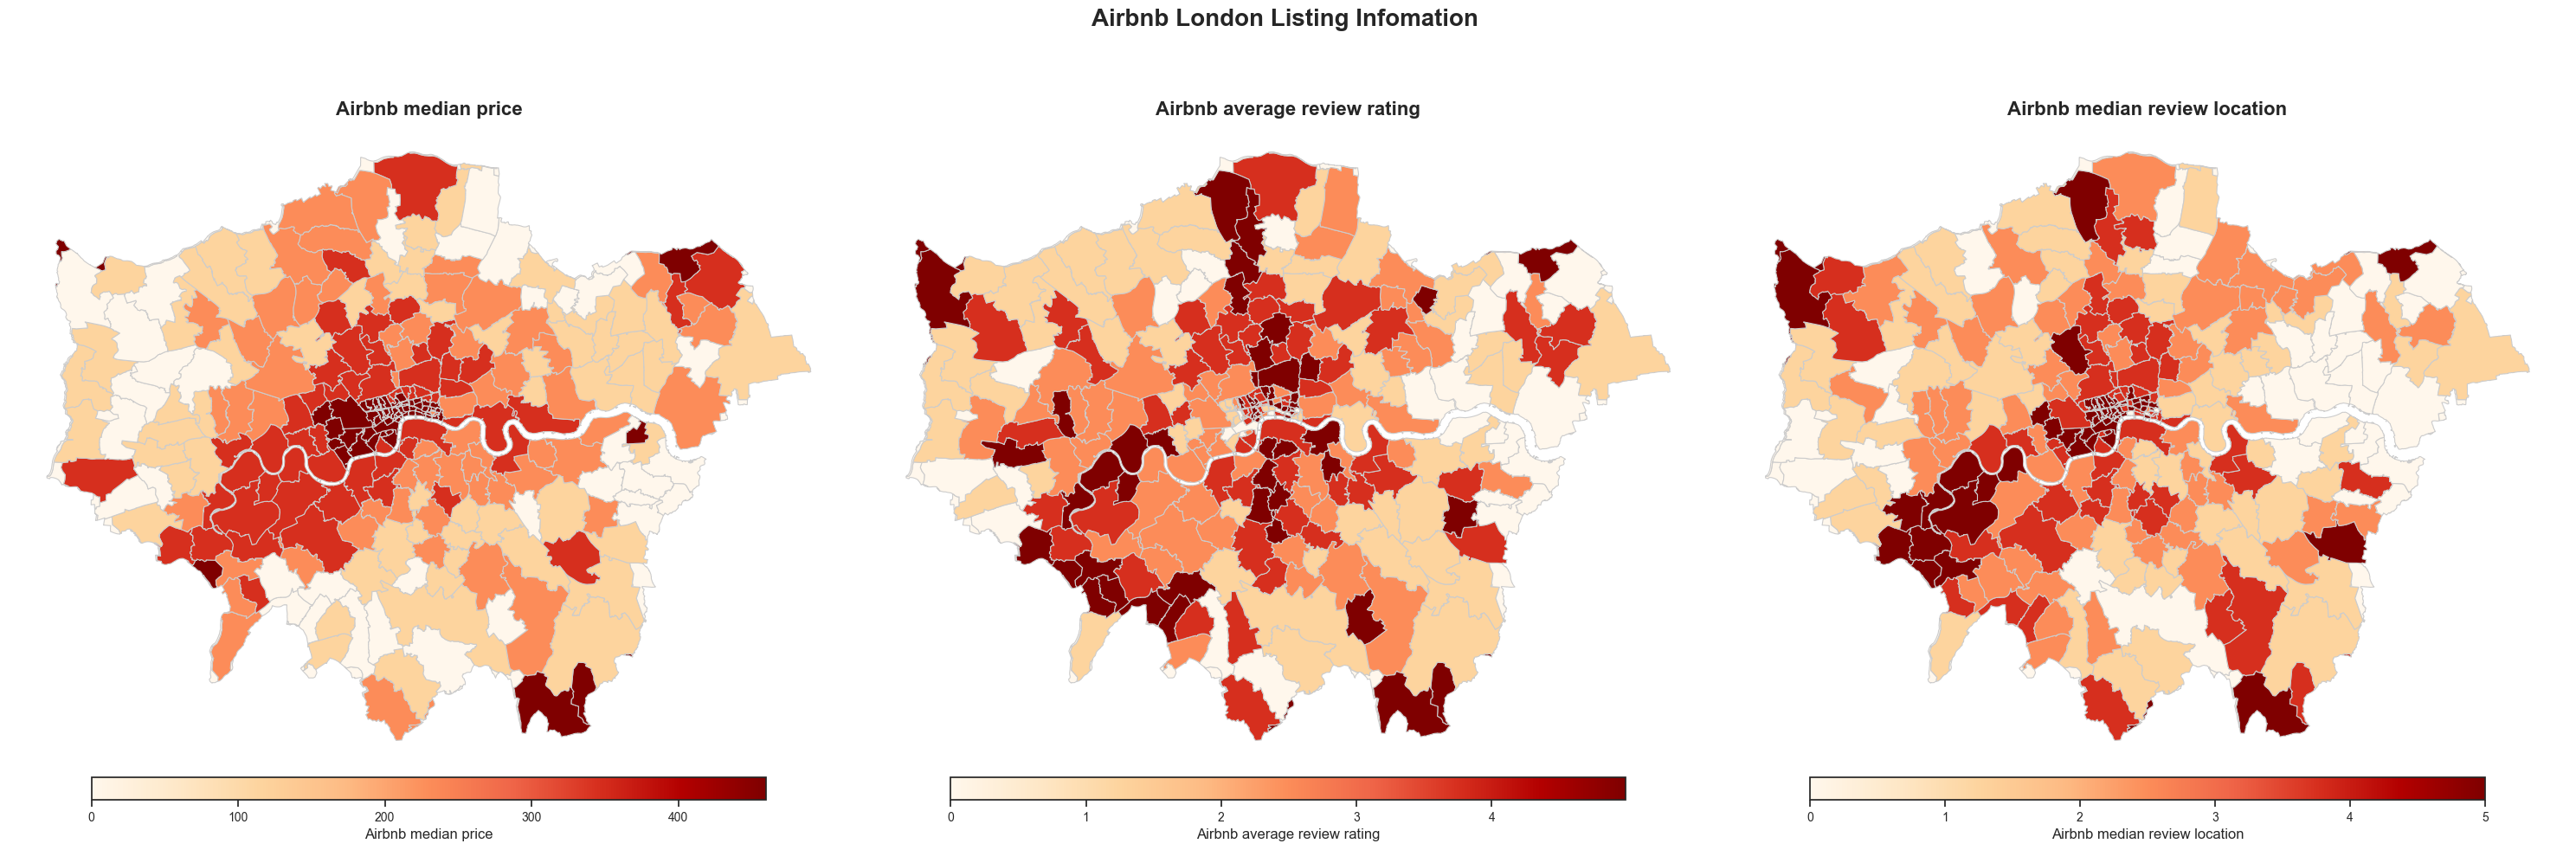 Airbnb London Listing Infomation
Airbnb median price
Airbnb average review rating
Airbnb median review location
0 100 200 300 400
Airbnb median price
0 1 2 3 4
Airbnb average review rating
0 1 2 3 4 5
Airbnb median review location